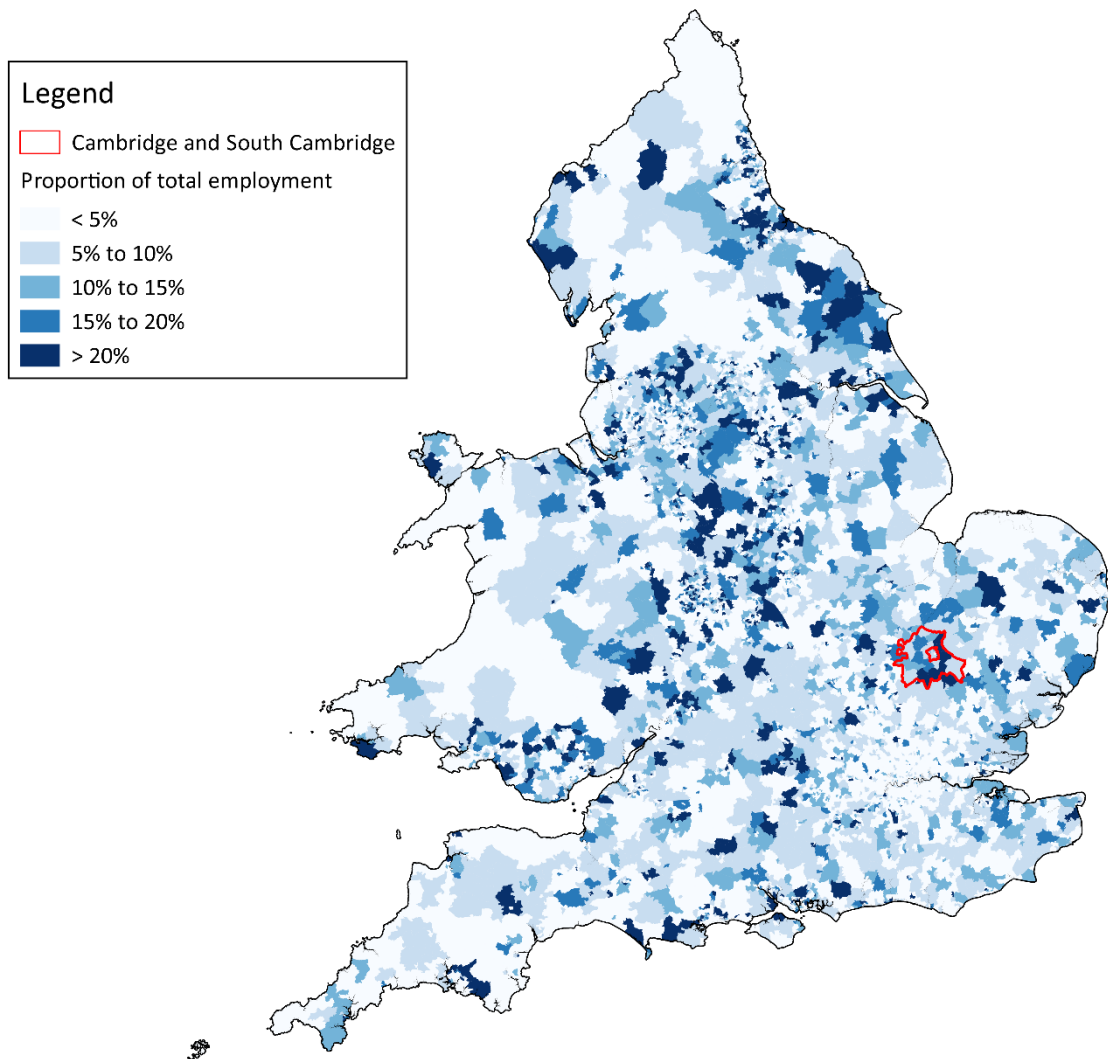 Legend
Cambridge and South Cambridge
Proportion of total employment
< 5%
5% to 10%
10% to 15%
15% to 20%
> 20%